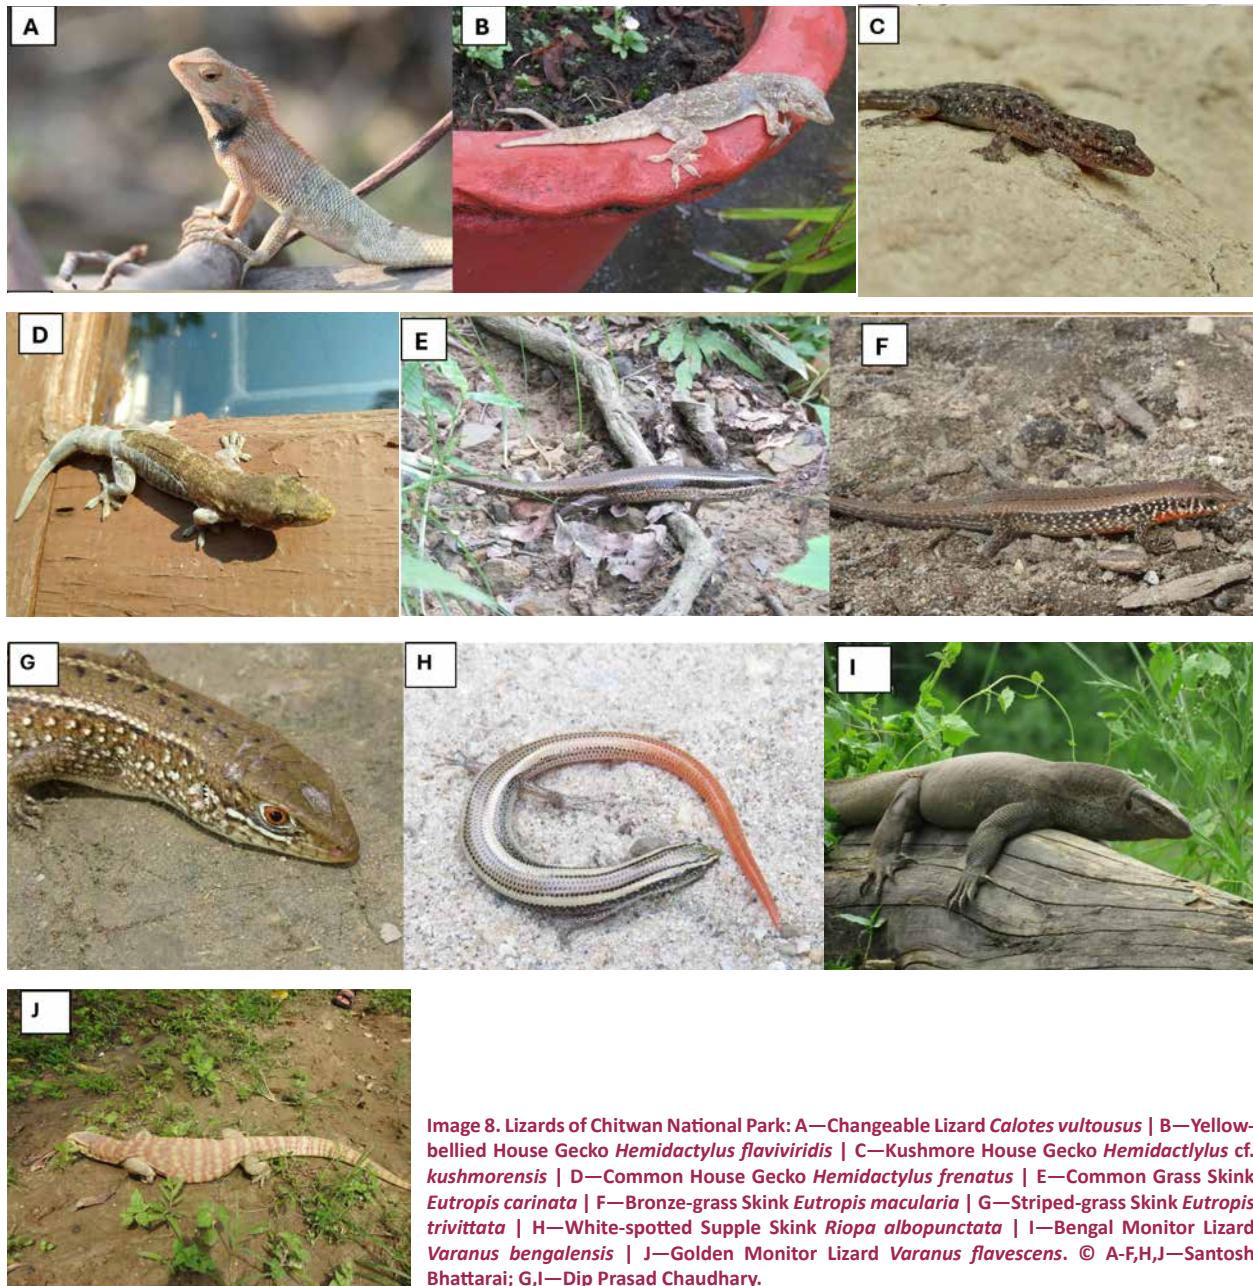 A
B
C
D
E
F
G
H
I
J
Image 8. Lizards of Chitwan National Park: A—Changeable Lizard Calotes vultousus | B—Yellow-
bellied House Gecko Hemidactylus flaviviridis | C—Kushmore House Gecko Hemidactlylus cf.
kushmorensis | D—Common House Gecko Hemidactylus frenatus | E—Common Grass Skink
Eutropis carinata | F—Bronze-grass Skink Eutropis macularia | G—Striped-grass Skink Eutropis
trivittata | H—White-spotted Supple Skink Riopa albopunctata | I—Bengal Monitor Lizard
Varanus bengalensis | J—Golden Monitor Lizard Varanus flavescens. © A-F,H,J—Santosh
Bhattarai; G,I—Dip Prasad Chaudhary.